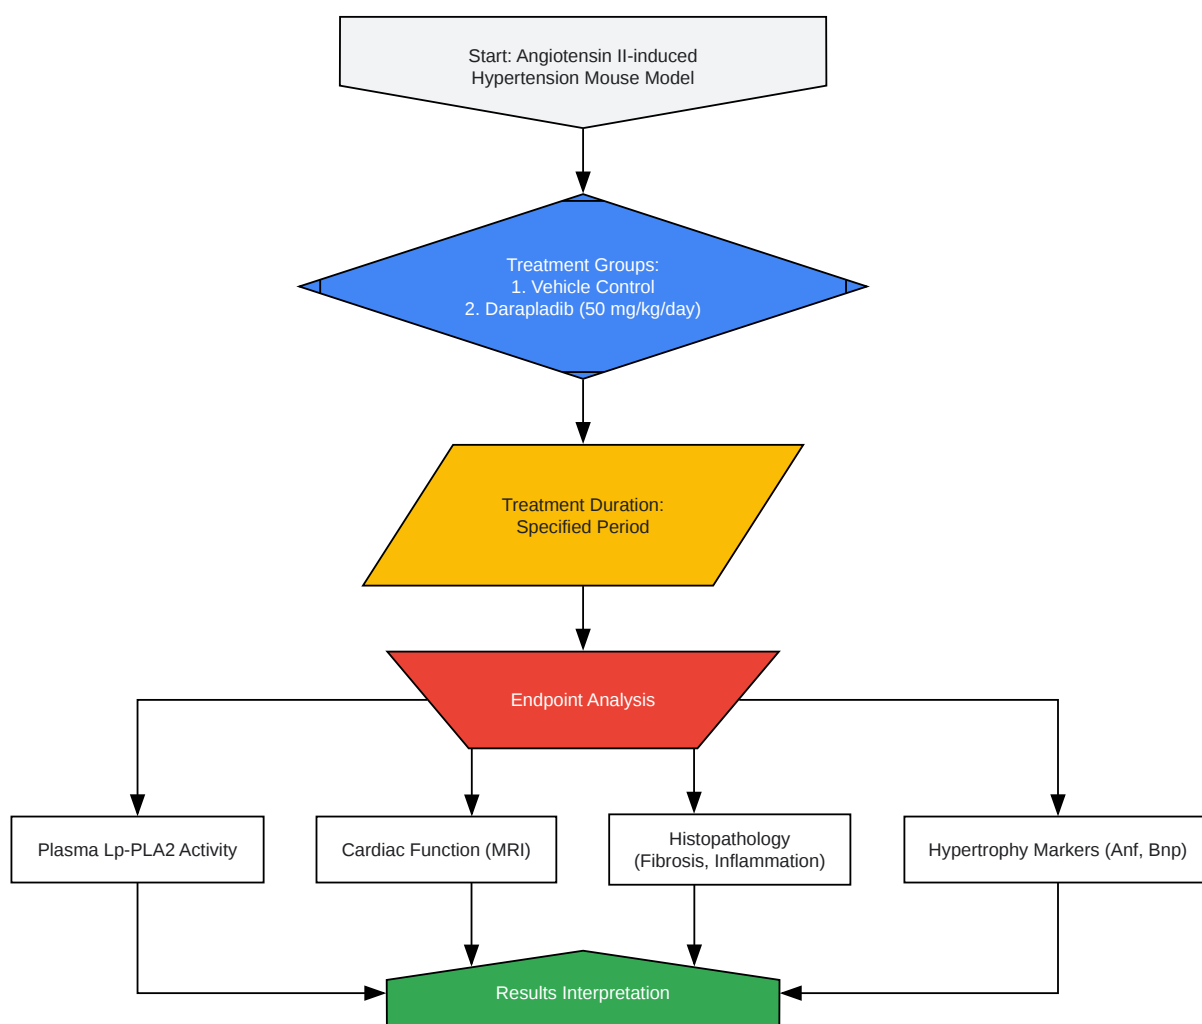 Start: Angiotensin II-induced
Hypertension Mouse Model
Treatment Groups:
1. Vehicle Control
2. Darapladib (50 mg/kg/day)
Treatment Duration:
Specified Period
Endpoint Analysis
Plasma Lp-PLA2 Activity
Cardiac Function (MRI)
Histopathology
(Fibrosis, Inflammation)
Hypertrophy Markers (Anf, Bnp)
Results Interpretation